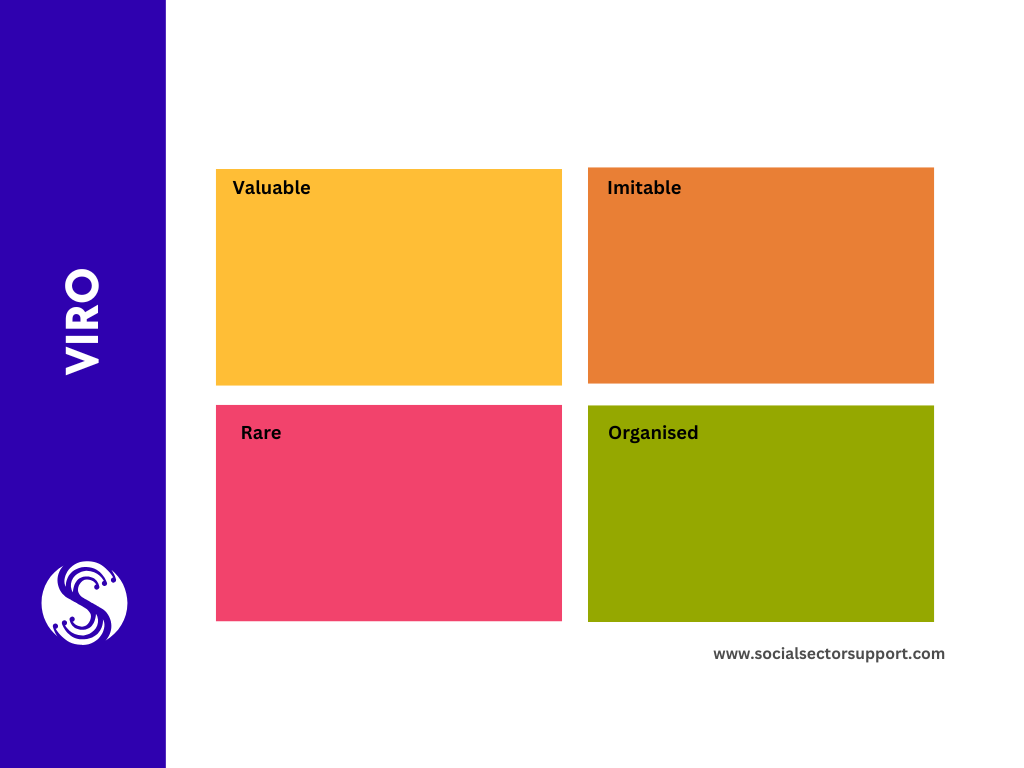 VIRO
Valuable
Imitable
Rare
Organised
www.socialsectorsupport.com